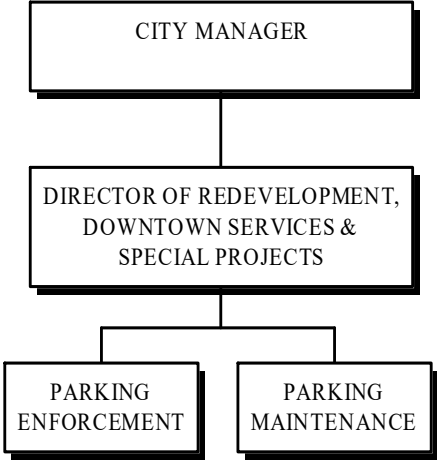 CITY MANAGER
DIRECTOR OF REDEVELOPMENT,
DOWNTOWN SERVICES &
SPECIAL PROJECTS
PARKING
ENFORCEMENT
PARKING
MAINTENANCE